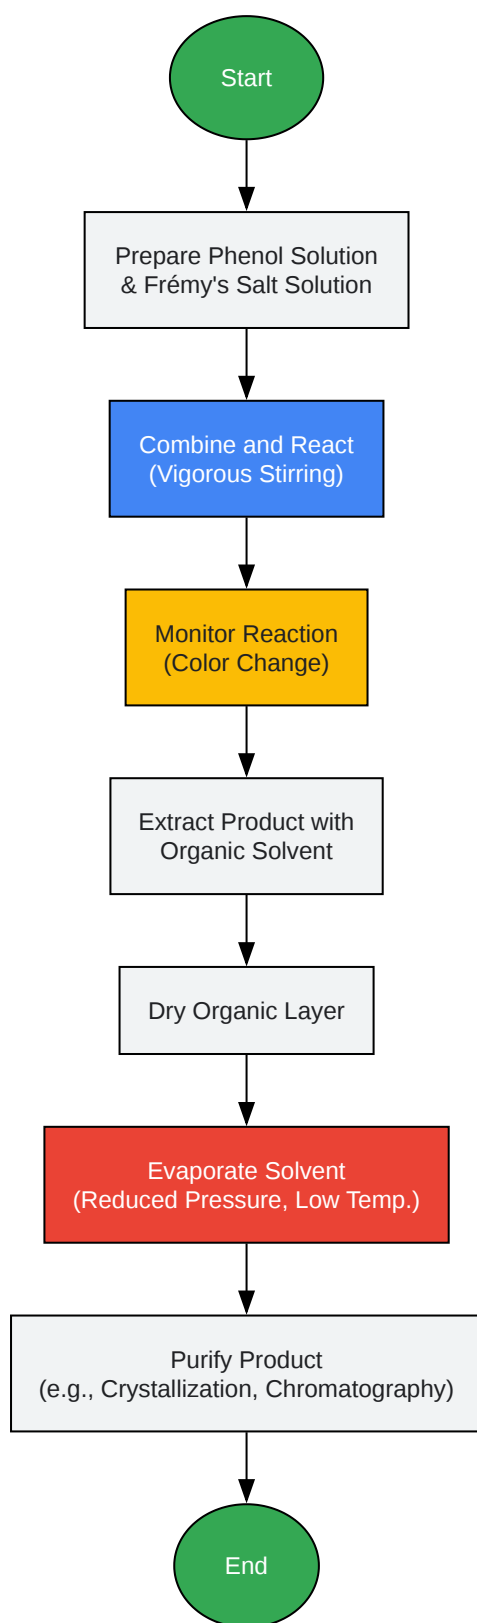 Start
Prepare Phenol Solution
& Frémy's Salt Solution
Combine and React
(Vigorous Stirring)
Monitor Reaction
(Color Change)
Extract Product with
Organic Solvent
Dry Organic Layer
Evaporate Solvent
(Reduced Pressure, Low Temp.)
Purify Product
(e.g., Crystallization, Chromatography)
End